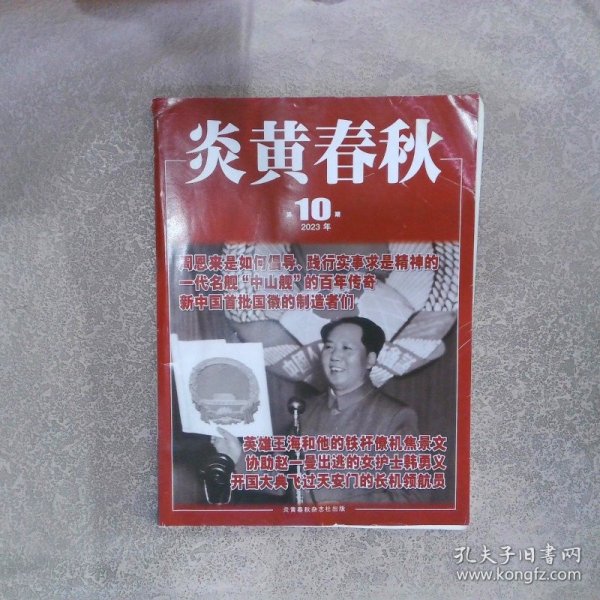 炎黄春秋
第10期
2023年
周恩来是如何倡导、践行实事求是精神的
一代名舰“中山舰”的百年传奇
新中国首批国徽的制造者们
英雄王海和他的铁杆僚机焦景文
协助赵一曼出逃的女护士韩勇义
开国大典飞过天安门的长机领航员
炎黄春秋杂志社出版
孔夫子旧书网
www.kongfz.com